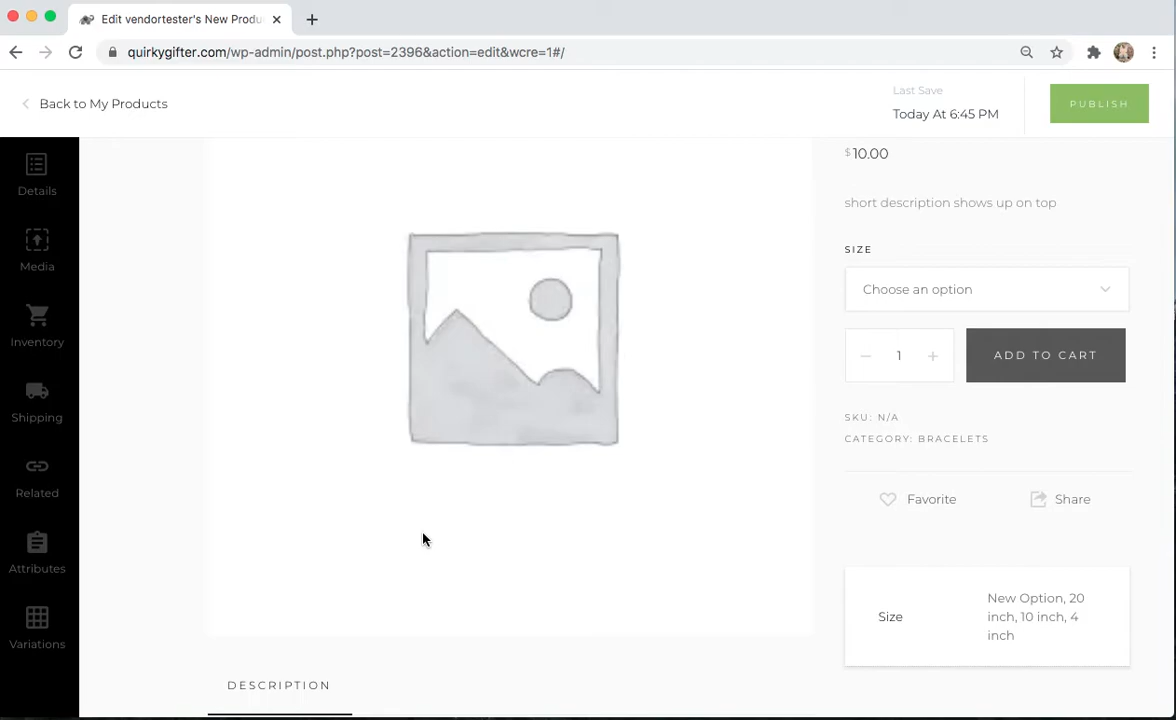 Edit vendortester's New Produ
quirkygifter.com/wp-admin/post.php?post=2396&action=edit&wcre=1#/
Back to My Products
Last Save
Today At 6:45 PM
PUBLISH
Details
Media
Inventory
Shipping
Related
Attributes
Variations
$10.00
short description shows up on top
SIZE
Choose an option
1
ADD TO CART
SKU: N/A
CATEGORY: BRACELETS
Favorite
Share
Size
New Option, 20
inch, 10 inch, 4
inch
DESCRIPTION